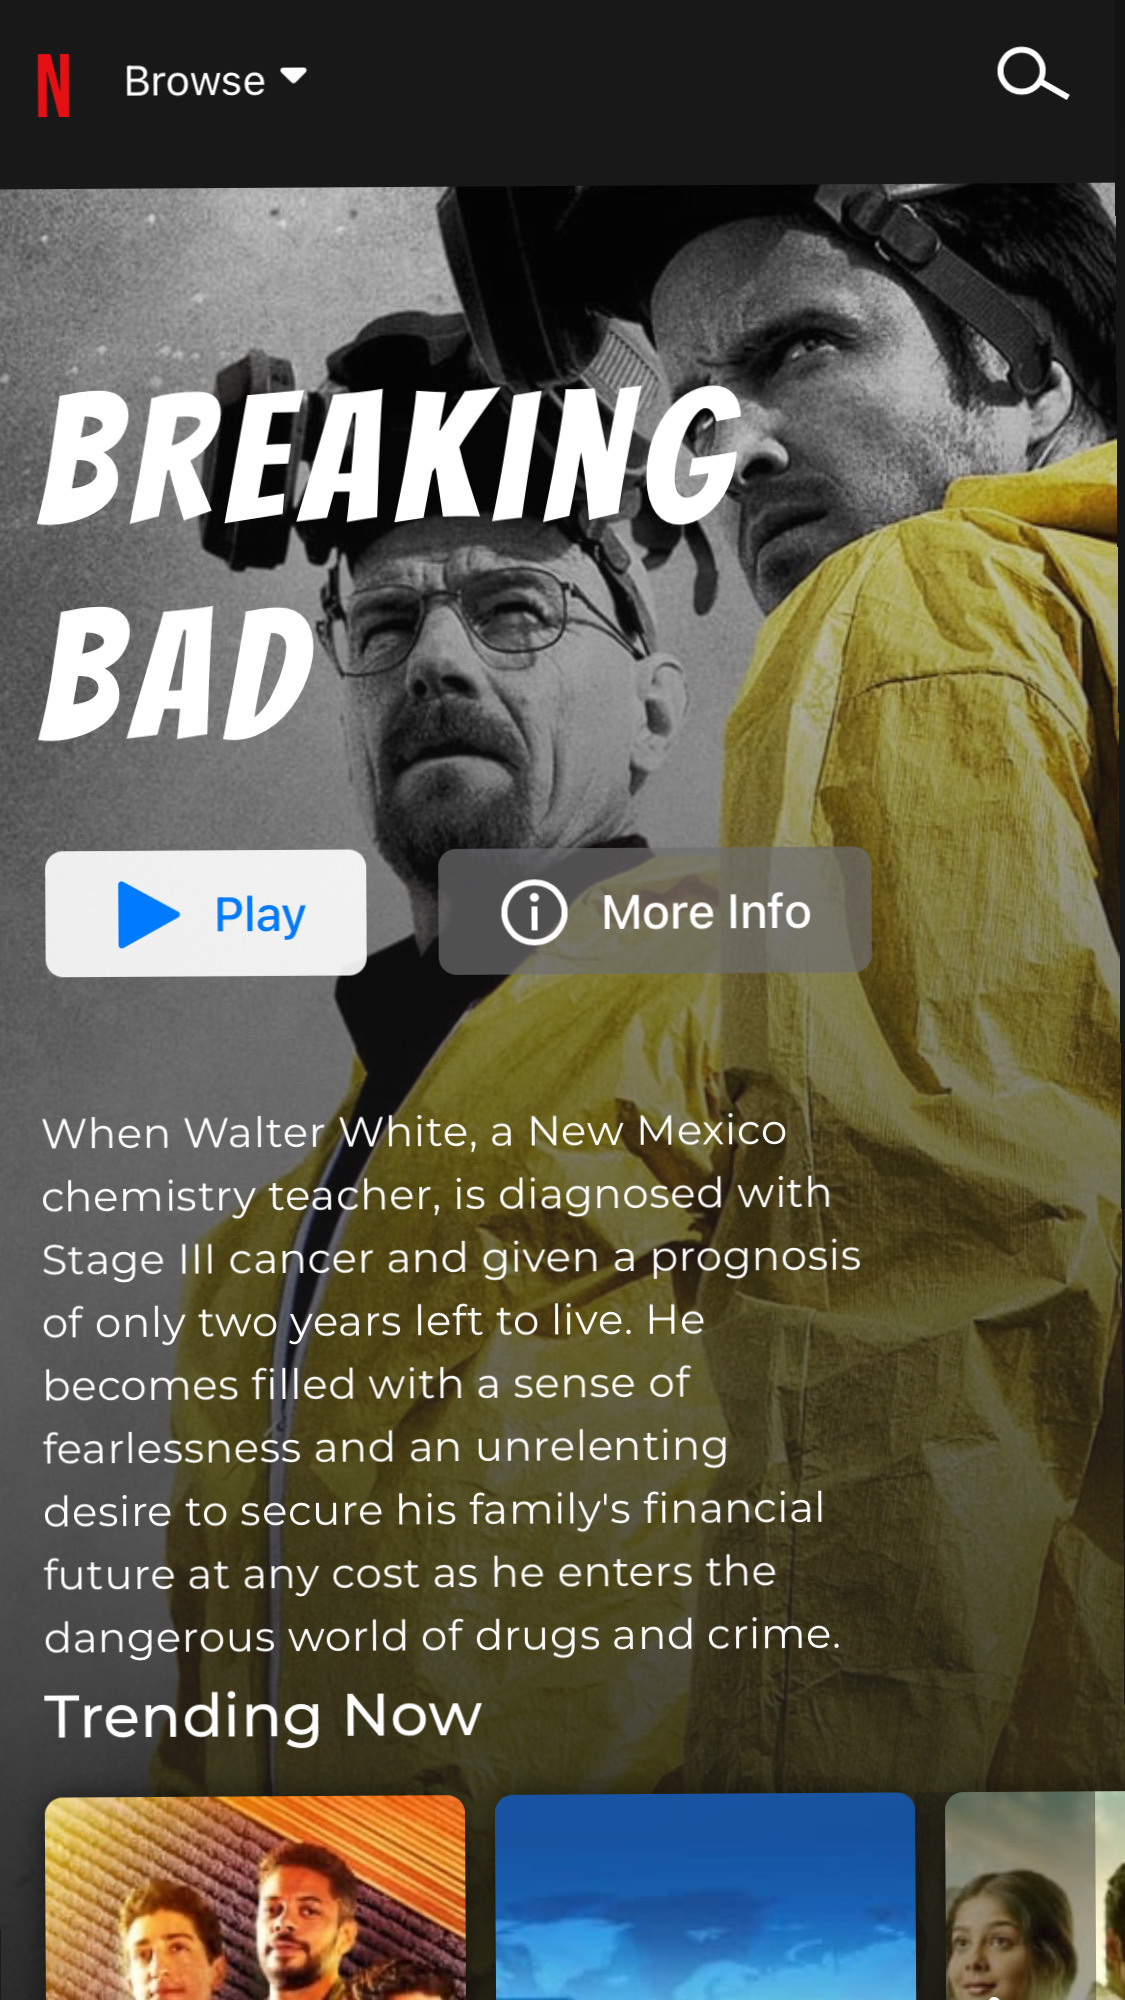 N Browse
BREAKING
BAD
Play More Info
When Walter White, a New Mexico
chemistry teacher, is diagnosed with
Stage III cancer and given a prognosis
of only two years left to live. He
becomes filled with a sense of
fearlessness and an unrelenting
desire to secure his family's financial
future at any cost as he enters the
dangerous world of drugs and crime.
Trending Now